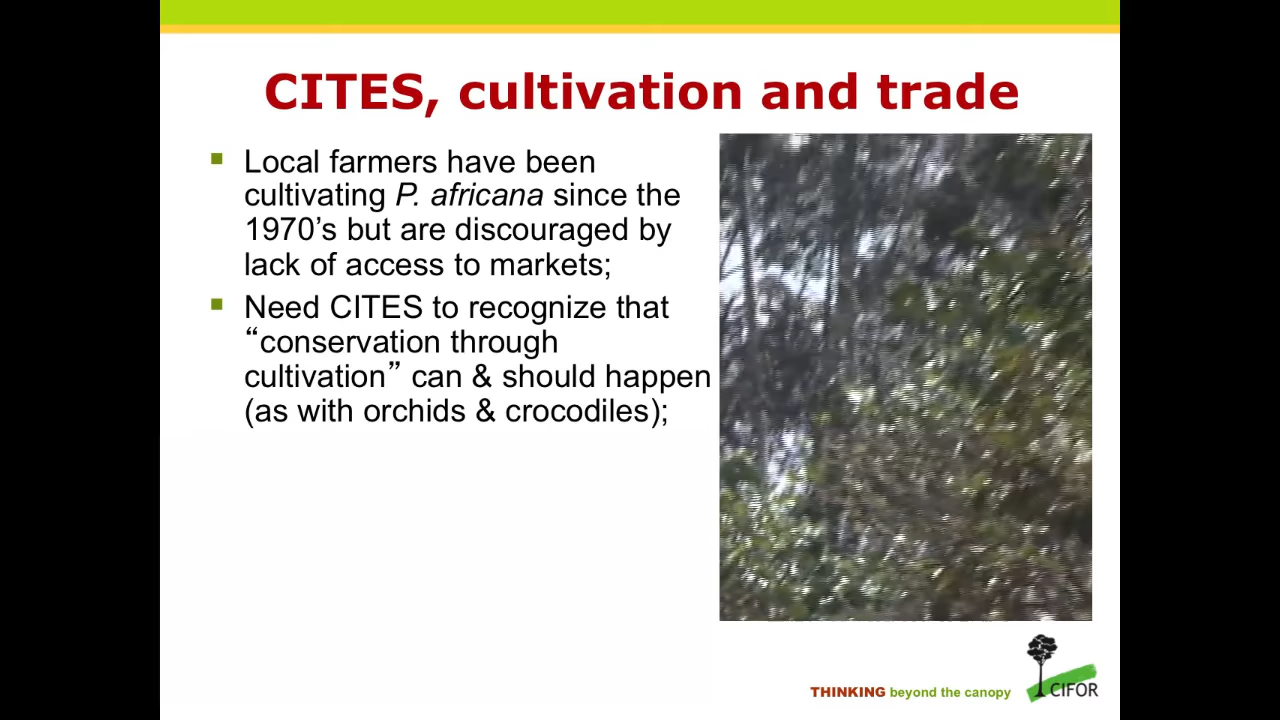 CITES, cultivation and trade
Local farmers have been
cultivating P. africana since the
1970’s but are discouraged by
lack of access to markets;
Need CITES to recognize that
“conservation through
cultivation” can & should happen
(as with orchids & crocodiles);
THINKING beyond the canopy
CIFOR